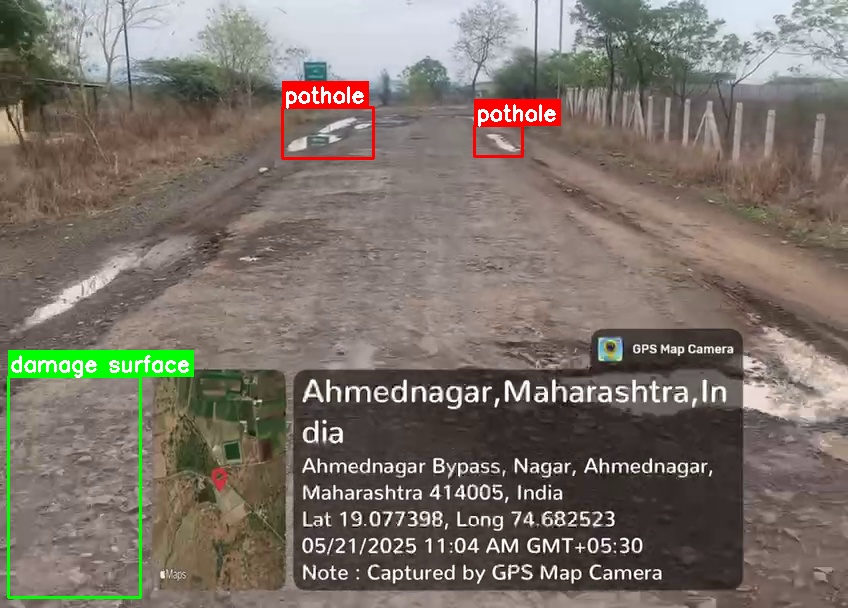 pothole
pothole
damage surface
GPS Map Camera
Ahmednagar,Maharashtra,In
dia
Ahmednagar Bypass, Nagar, Ahmednagar,
Maharashtra 414005, India
Lat 19.077398, Long 74.682523
05/21/2025 11:04 AM GMT+05:30
Note : Captured by GPS Map Camera
Maps